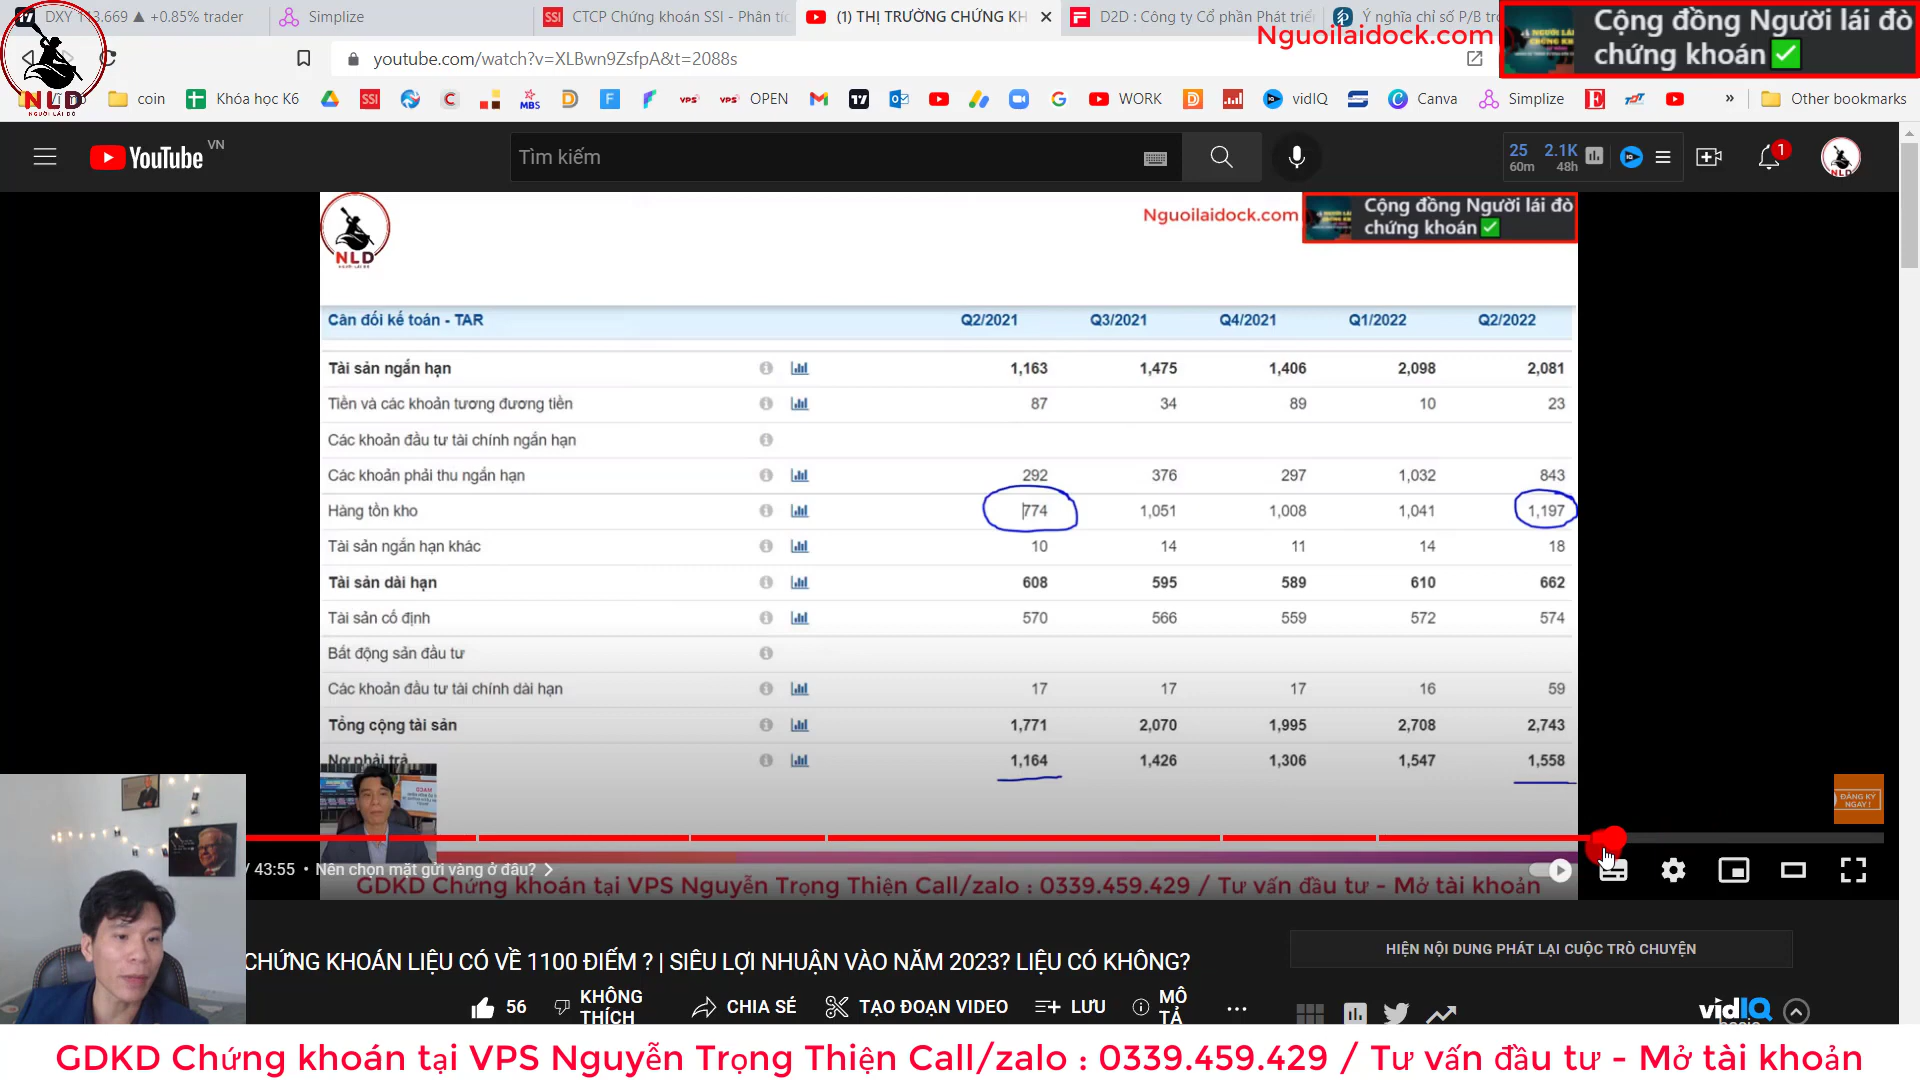 DXY 113.669 ▲ +0.85% trader
Simplize
CTCP Chứng khoán SSI - Phân tíc
(1) THỊ TRƯỜNG CHỨNG KH
D2D : Công ty Cổ phần Phát triể
Ý nghĩa chỉ số P/B trong
Nguoilaidock.com
Cộng đồng Người lái đò
chứng khoán ✅
youtube.com/watch?v=XLBwn9ZsfpA&t=2088s
NLD
NGƯỜI LÁI ĐÒ
coin
Khóa học K6
SSI
MBS
VPS
VPS
OPEN
WORK
vidIQ
Canva
Simplize
»
Other bookmarks
YouTube VN
Tìm kiếm
25 2.1K
60m 48h
1
NLD
Nguoilaidock.com
Cộng đồng Người lái đò
chứng khoán ✅
Cân đối kế toán - TAR Q2/2021 Q3/2021 Q4/2021 Q1/2022 Q2/2022
Tài sản ngắn hạn 1,163 1,475 1,406 2,098 2,081
Tiền và các khoản tương đương tiền 87 34 89 10 23
Các khoản đầu tư tài chính ngắn hạn
Các khoản phải thu ngắn hạn 292 376 297 1,032 843
Hàng tồn kho 774 1,051 1,008 1,041 1,197
Tài sản ngắn hạn khác 10 14 11 14 18
Tài sản dài hạn 608 595 589 610 662
Tài sản cố định 570 566 559 572 574
Bất động sản đầu tư
Các khoản đầu tư tài chính dài hạn 17 17 17 16 59
Tổng cộng tài sản 1,771 2,070 1,995 2,708 2,743
Nợ phải trả 1,164 1,426 1,306 1,547 1,558
ĐĂNG KÝ
NGAY !
/ 43:55 • Nên chọn mặt gửi vàng ở đâu? >
GDKD Chứng khoán tại VPS Nguyễn Trọng Thiện Call/zalo : 0339.459.429 / Tư vấn đầu tư - Mở tài khoản
HIỆN NỘI DUNG PHÁT LẠI CUỘC TRÒ CHUYỆN
CHỨNG KHOÁN LIỆU CÓ VỀ 1100 ĐIỂM ? | SIÊU LỢI NHUẬN VÀO NĂM 2023? LIỆU CÓ KHÔNG?
56
KHÔNG
THÍCH
CHIA SẺ
TẠO ĐOẠN VIDEO
LƯU
MÔ
TẢ
vidIQ
GDKD Chứng khoán tại VPS Nguyễn Trọng Thiện Call/zalo : 0339.459.429 / Tư vấn đầu tư - Mở tài khoản